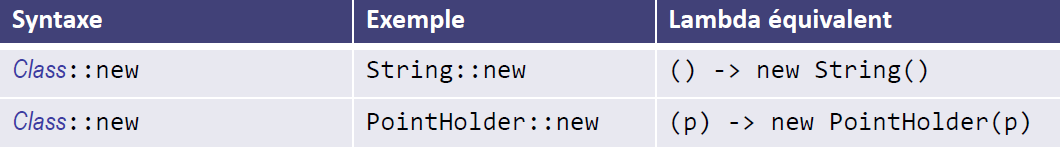 Syntaxe Exemple Lambda équivalent
Class::new String::new () -> new String()
Class::new PointHolder::new (p) -> new PointHolder(p)